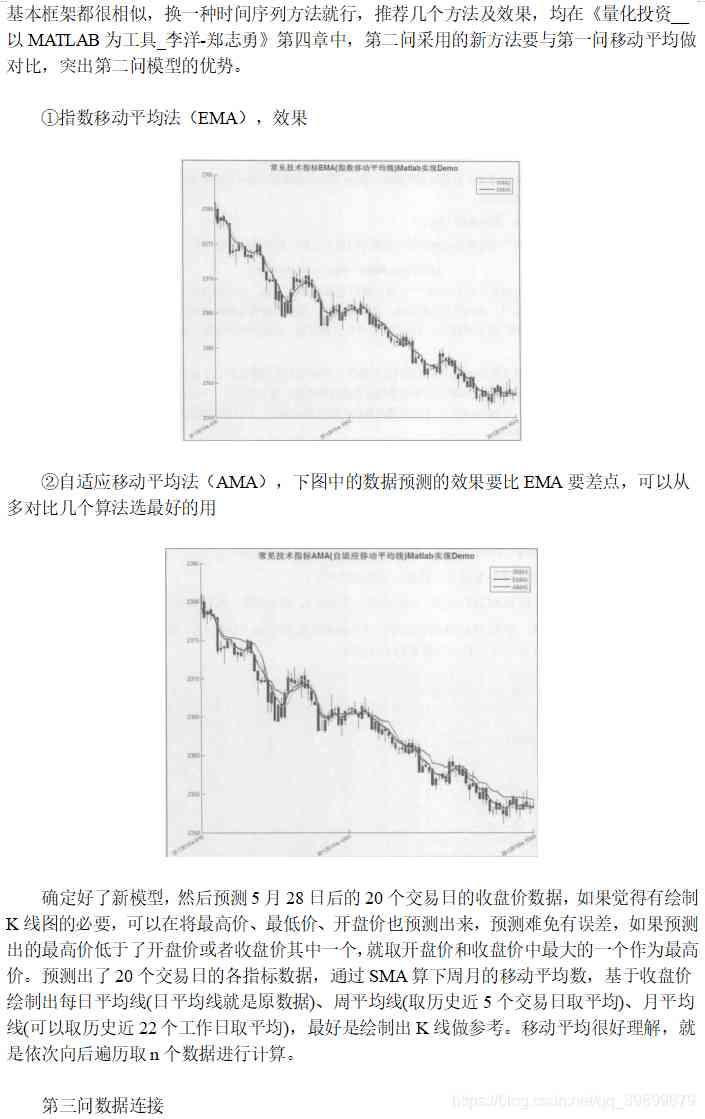 基本框架都很相似，换一种时间序列方法就行，推荐几个方法及效果，均在《量化投资__
以 MATLAB 为工具_李洋-郑志勇》第四章中，第二问采用的新方法要与第一问移动平均做
对比，突出第二问模型的优势。
①指数移动平均法（EMA），效果
常见技术指标EMA(指数移动平均线)Matlab实现Demo
②自适应移动平均法（AMA），下图中的数据预测的效果要比 EMA 要差点，可以从
多对比几个算法选最好的用
常见技术指标AMA(自适应移动平均线)Matlab实现Demo
确定好了新模型，然后预测 5 月 28 日后的 20 个交易日的收盘价数据，如果觉得有绘制
K 线图的必要，可以在将最高价、最低价、开盘价也预测出来，预测难免有误差，如果预测
出的最高价低于了开盘价或者收盘价其中一个，就取开盘价和收盘价中最大的一个作为最高
价。预测出了 20 个交易日的各指标数据，通过 SMA 算下周月的移动平均数，基于收盘价
绘制出每日平均线(日平均线就是原数据)、周平均线(取历史近 5 个交易日取平均)、月平均
线(可以取历史近 22 个工作日取平均)，最好是绘制出 K 线做参考。移动平均很好理解，就
是依次向后遍历取 n 个数据进行计算。
第三问数据连接
https://blog.csdn.net/qq_39899679